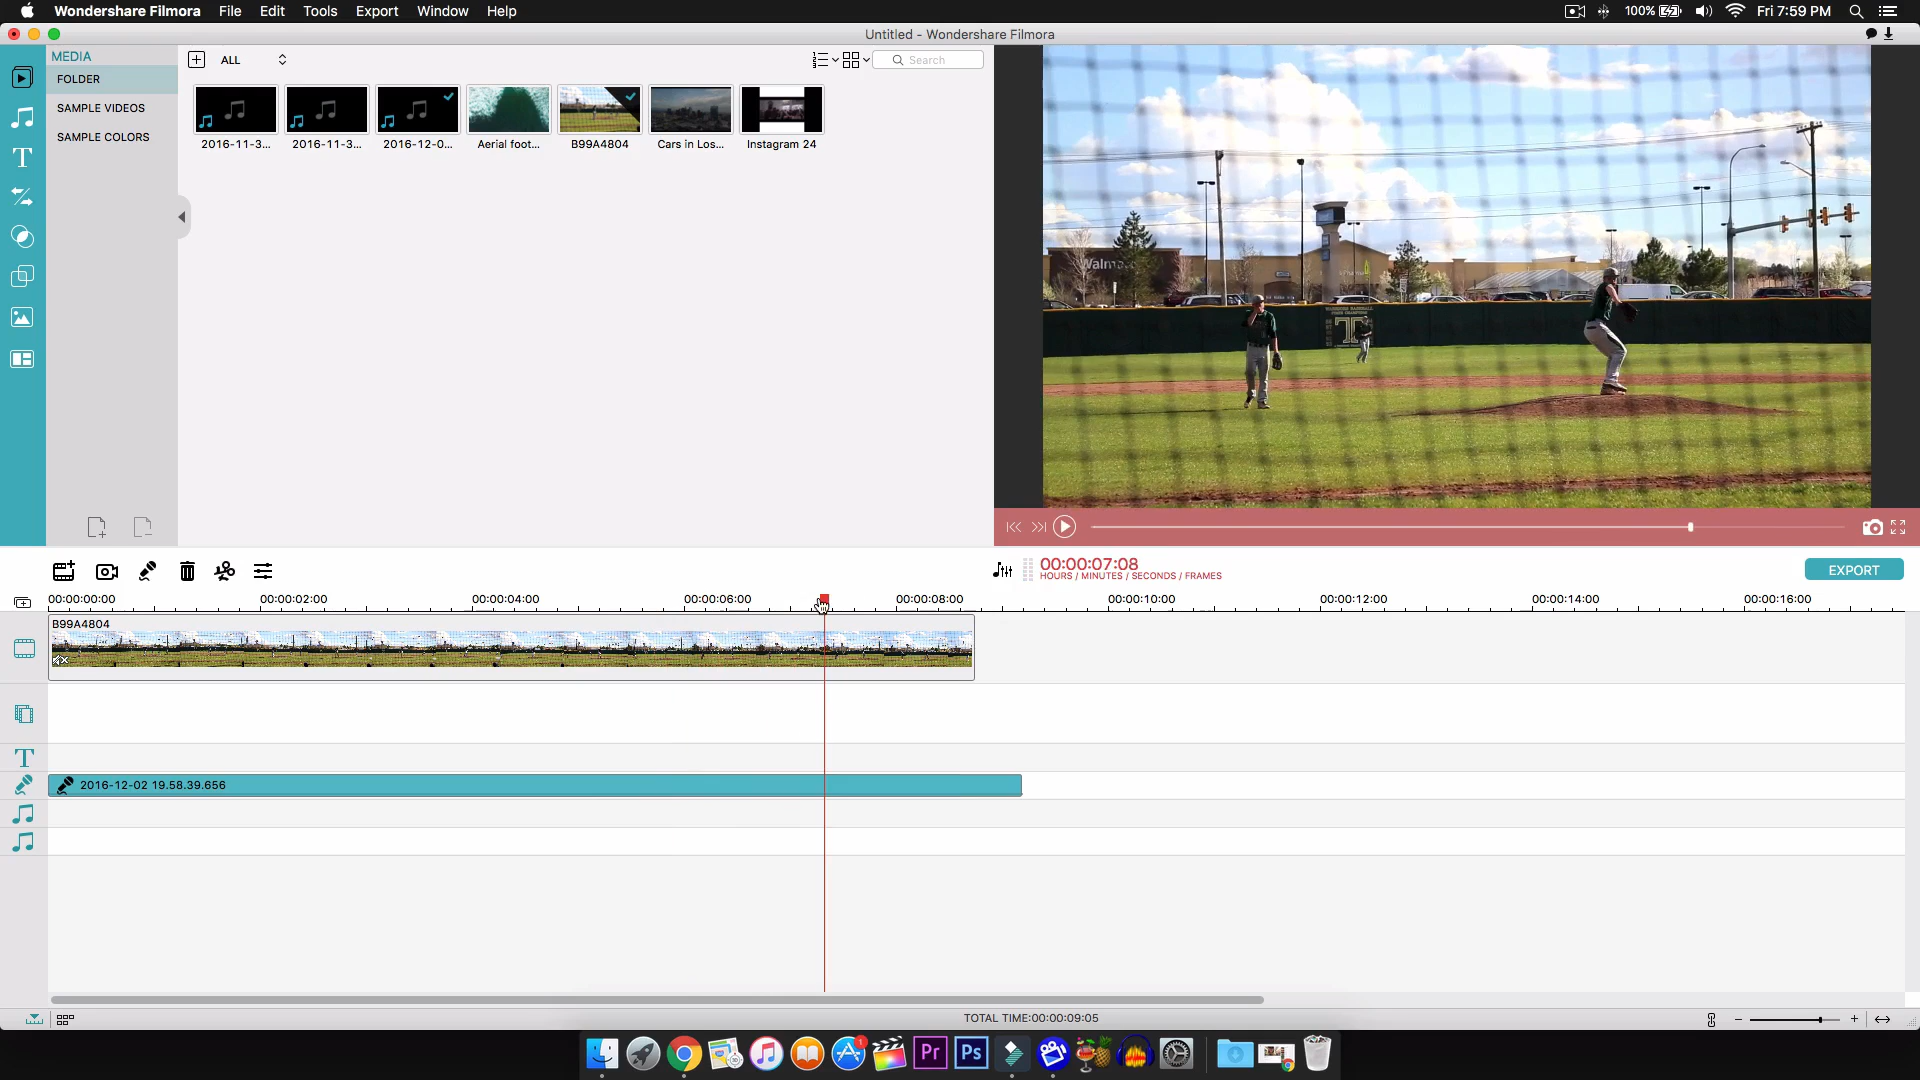 Wondershare Filmora File Edit Tools Export Window Help 100% Fri 7:59 PM
Untitled - Wondershare Filmora
MEDIA
FOLDER
SAMPLE VIDEOS
SAMPLE COLORS
ALL
Search
2016-11-3... 2016-11-3... 2016-12-0... Aerial foot... B99A4804 Cars in Los... Instagram 24
00:00:07:08
HOURS / MINUTES / SECONDS / FRAMES
EXPORT
00:00:00:00 00:00:02:00 00:00:04:00 00:00:06:00 00:00:08:00 00:00:10:00 00:00:12:00 00:00:14:00 00:00:16:00
B99A4804
2016-12-02 19.58.39.656
TOTAL TIME:00:00:09:05
1
Pr Ps